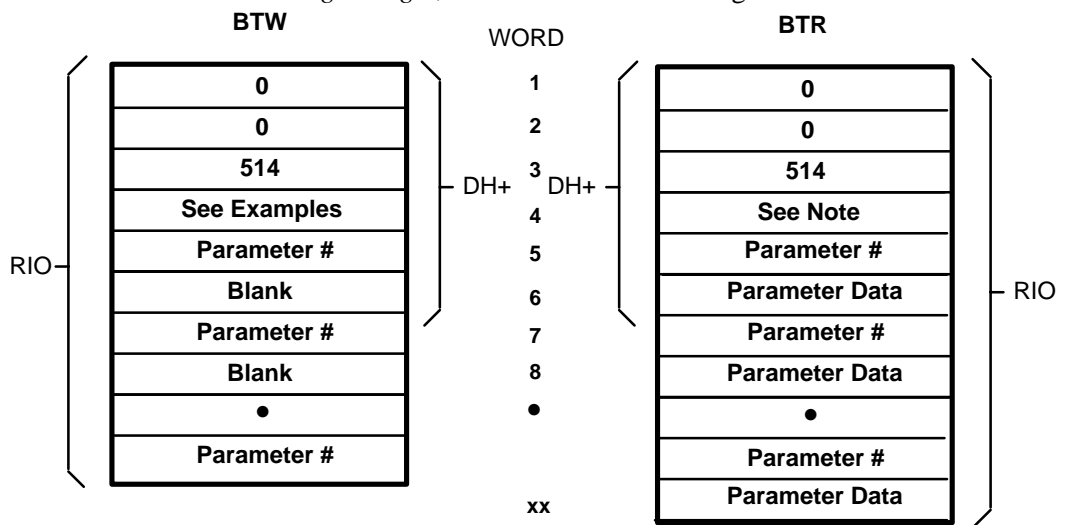 BTW
0
0
514
See Examples
Parameter #
Blank
Parameter #
Blank
•
Parameter #
RIO
DH+
WORD
1
2
3
4
5
6
7
8
•
xx
DH+
BTR
0
0
514
See Note
Parameter #
Parameter Data
Parameter #
Parameter Data
•
Parameter #
Parameter Data
RIO